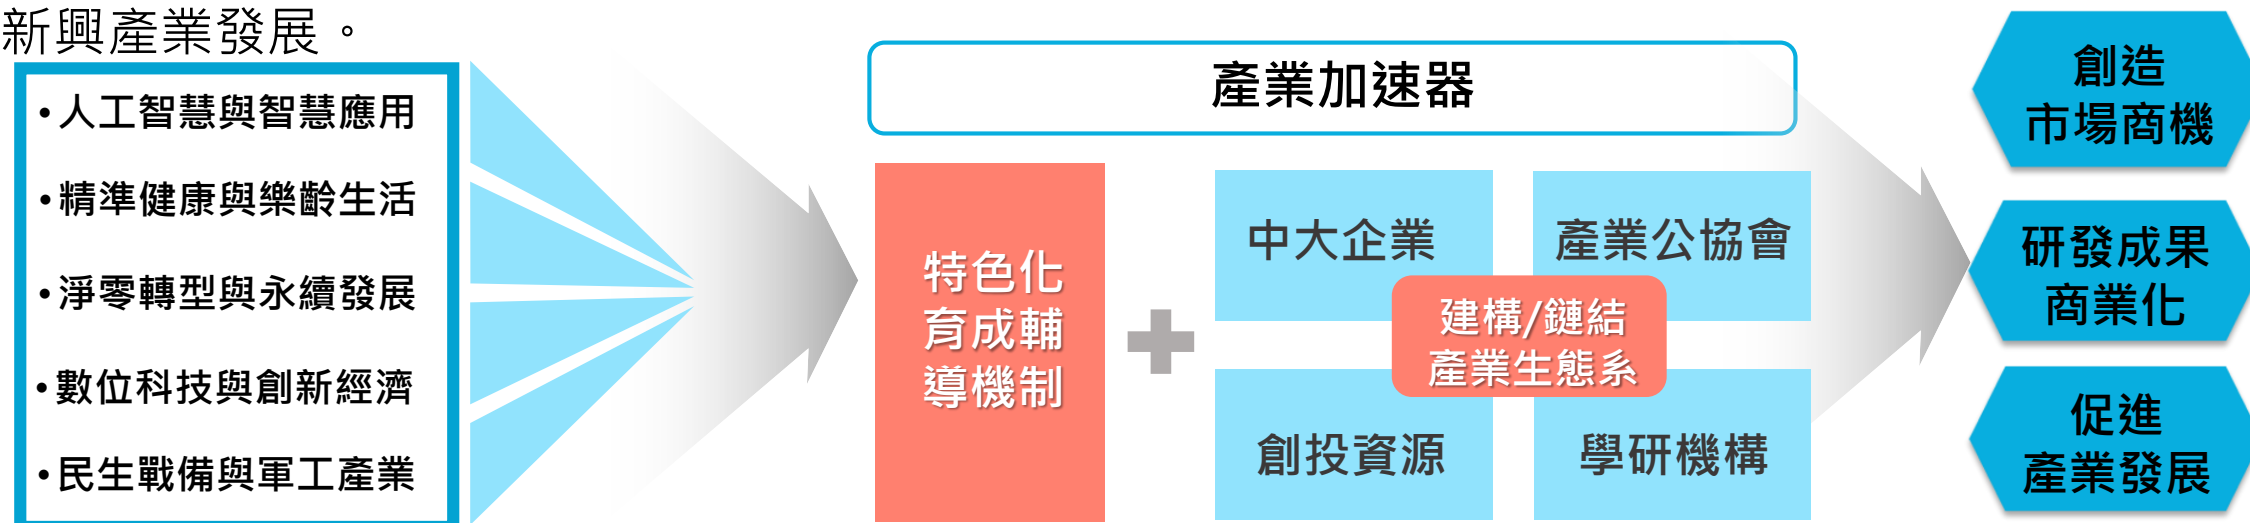 新興產業發展。
•人工智慧與智慧應用
•精準健康與樂齡生活
•淨零轉型與永續發展
•數位科技與創新經濟
•民生戰備與軍工產業
產業加速器
特色化
育成輔
導機制
中大企業
產業公協會
建構/鏈結
產業生態系
創投資源
學研機構
創造
市場商機
研發成果
商業化
促進
產業發展